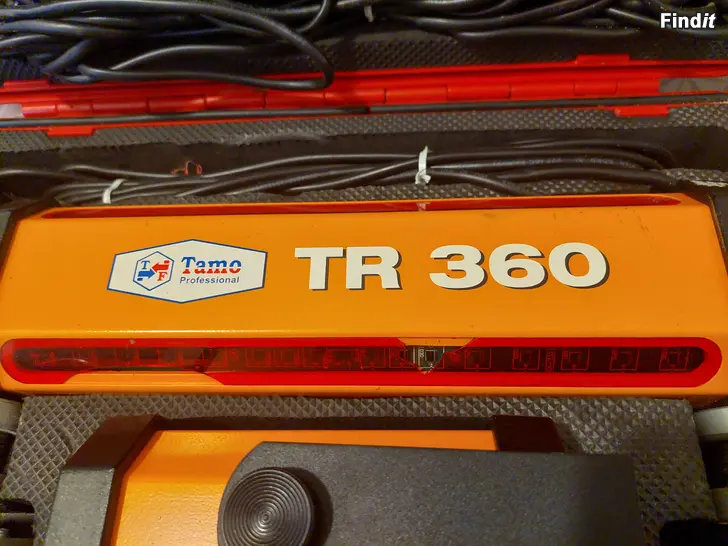 Findit
T
F
Tamo
Professional
TR 360